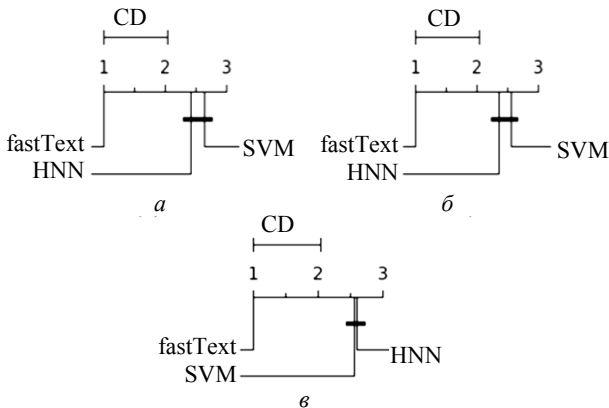 CD CD
1 2 3 1 2 3
fastText SVM fastText SVM
HNN HNN
а б
CD
1 2 3
fastText HNN
SVM
в